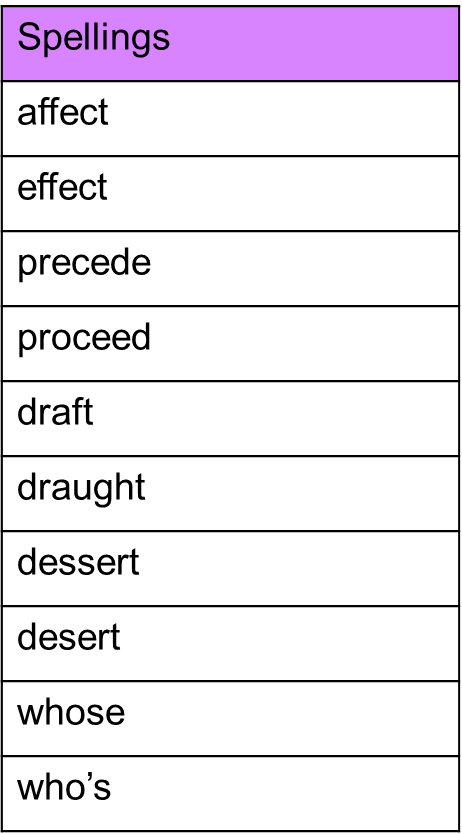 Spellings
affect
effect
precede
proceed
draft
draught
dessert
desert
whose
who’s